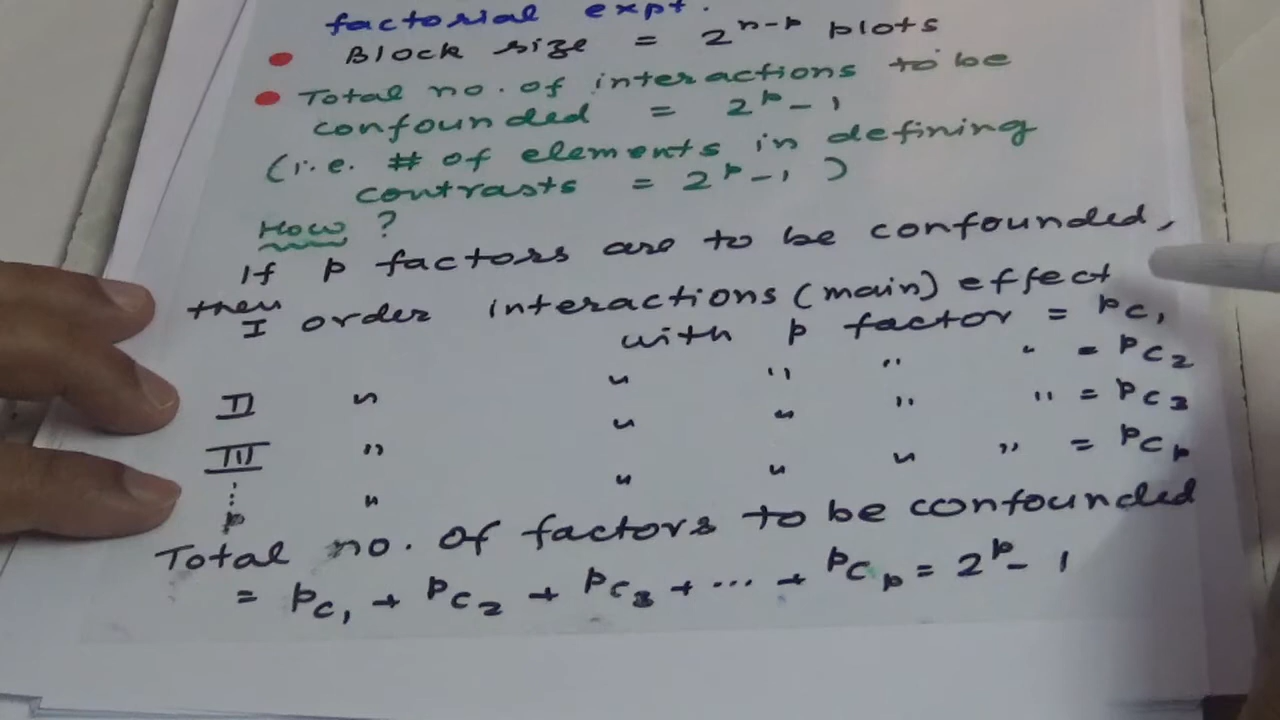 factorial expt.
• Block size = 2^{n-p} plots
• Total no. of interactions to be
confounded = 2^p - 1
(i.e. # of elements in defining
contrasts = 2^p - 1)
How ?
If p factors are to be confounded,
then
I order interactions (main) effect
with p factor = pC₁
II " " " " " = pC₂
III " " " " " = pC₃
⋮
p " " " " " = pCₚ
Total no. of factors to be confounded
= pC₁ + pC₂ + pC₃ + ... + pCₚ = 2^p - 1